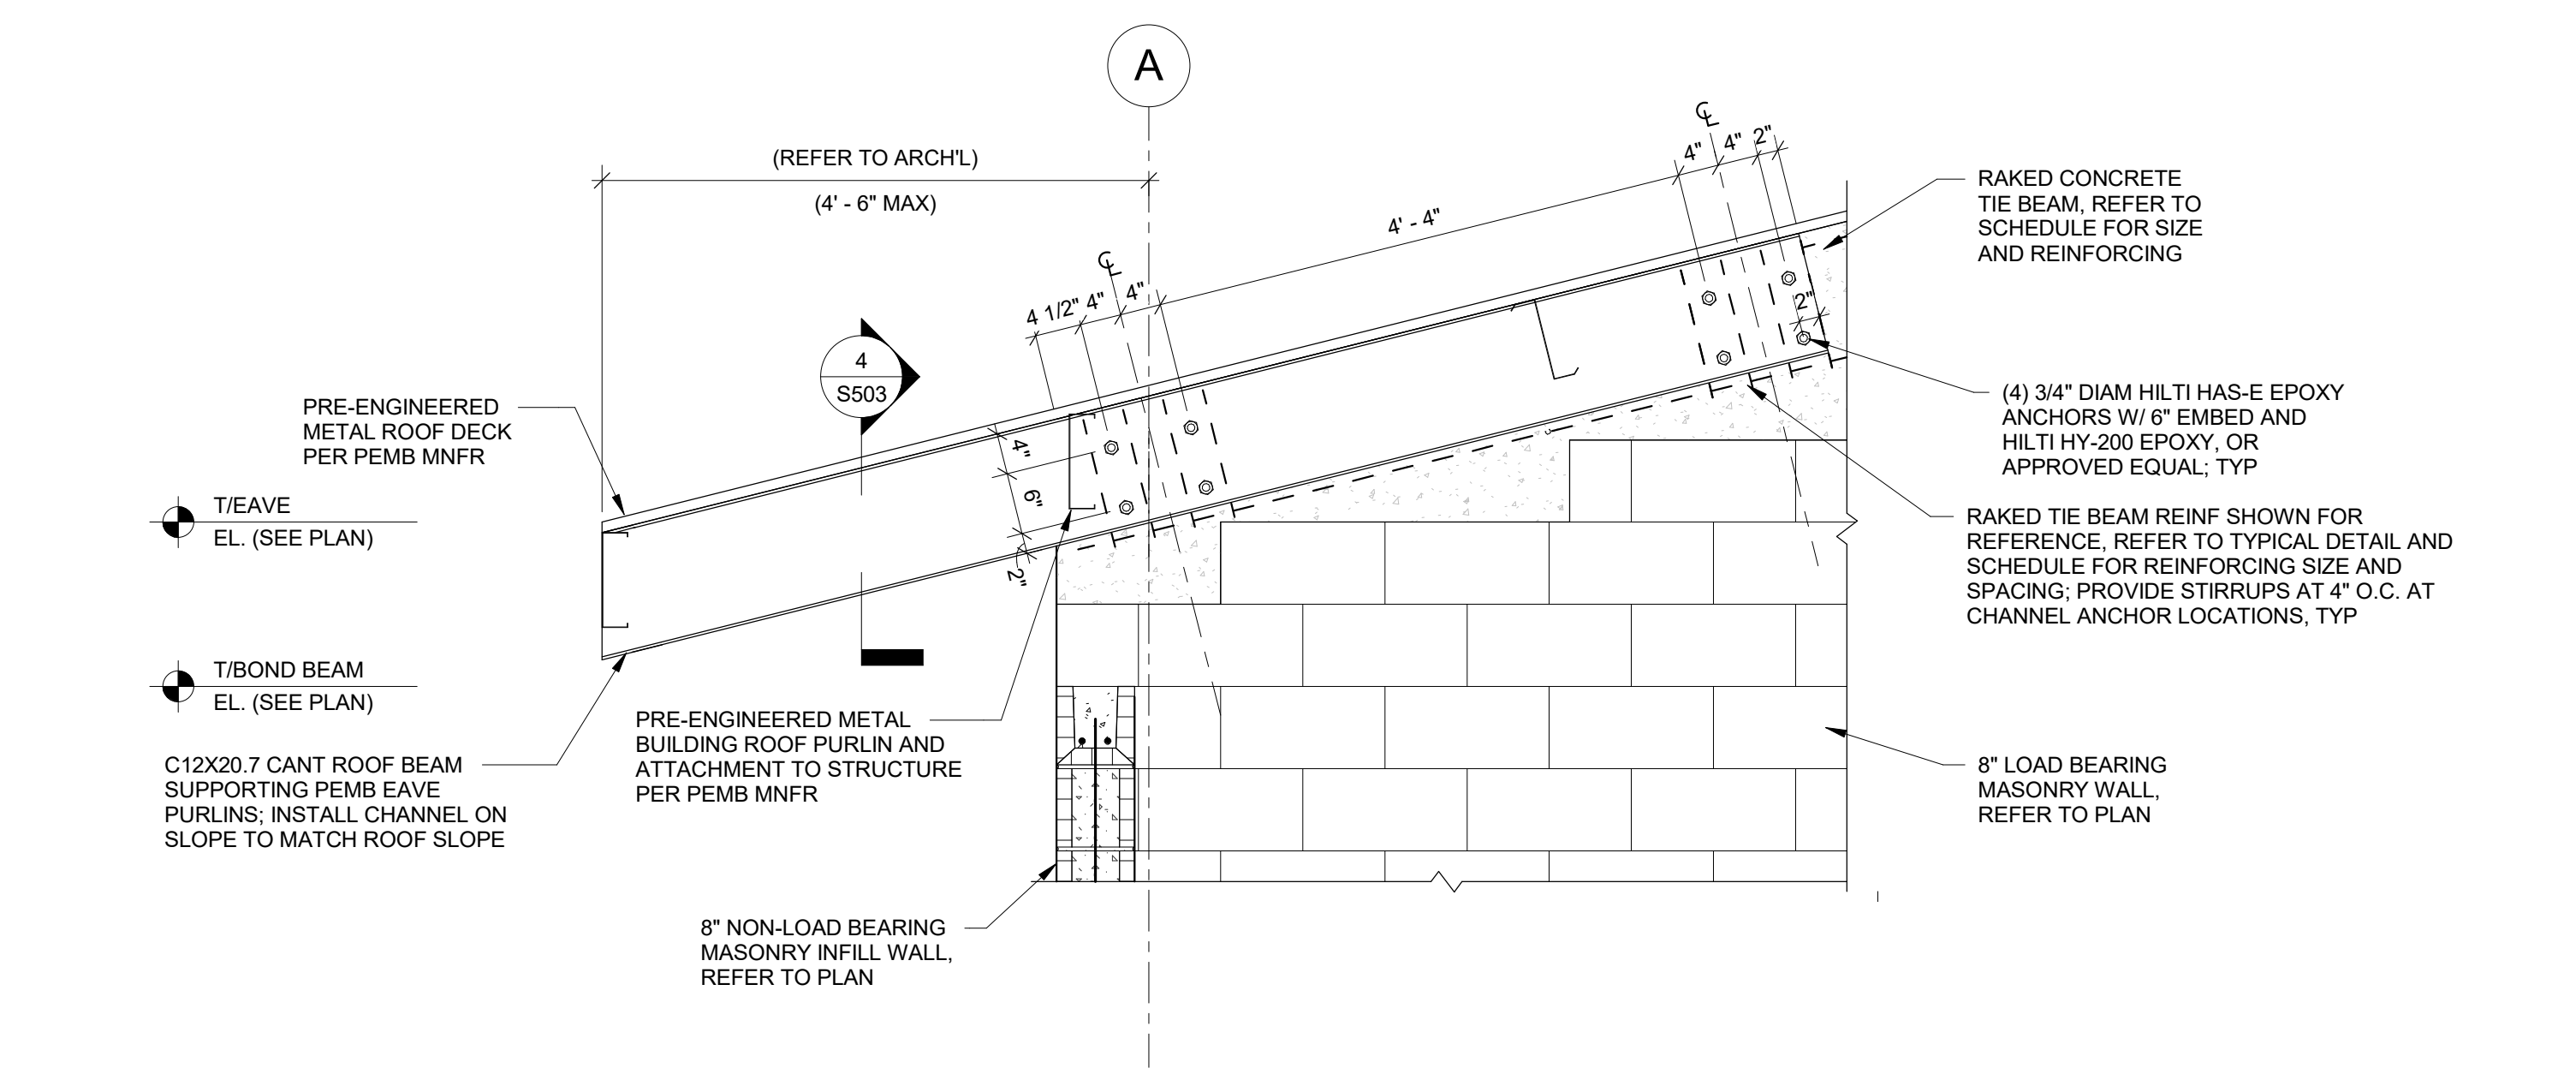 A
(REFER TO ARCH'L)
(4' - 6" MAX)
℄
4"
4"
2"
4' - 4"
℄
4 1/2"
4"
4"
RAKED CONCRETE
TIE BEAM, REFER TO
SCHEDULE FOR SIZE
AND REINFORCING
2"
4
S503
(4) 3/4" DIAM HILTI HAS-E EPOXY
ANCHORS W/ 6" EMBED AND
HILTI HY-200 EPOXY, OR
APPROVED EQUAL; TYP
PRE-ENGINEERED
METAL ROOF DECK
PER PEMB MNFR
4"
6"
2"
T/EAVE
EL. (SEE PLAN)
RAKED TIE BEAM REINF SHOWN FOR
REFERENCE, REFER TO TYPICAL DETAIL AND
SCHEDULE FOR REINFORCING SIZE AND
SPACING; PROVIDE STIRRUPS AT 4" O.C. AT
CHANNEL ANCHOR LOCATIONS, TYP
T/BOND BEAM
EL. (SEE PLAN)
PRE-ENGINEERED METAL
BUILDING ROOF PURLIN AND
ATTACHMENT TO STRUCTURE
PER PEMB MNFR
C12X20.7 CANT ROOF BEAM
SUPPORTING PEMB EAVE
PURLINS; INSTALL CHANNEL ON
SLOPE TO MATCH ROOF SLOPE
8" LOAD BEARING
MASONRY WALL,
REFER TO PLAN
8" NON-LOAD BEARING
MASONRY INFILL WALL,
REFER TO PLAN